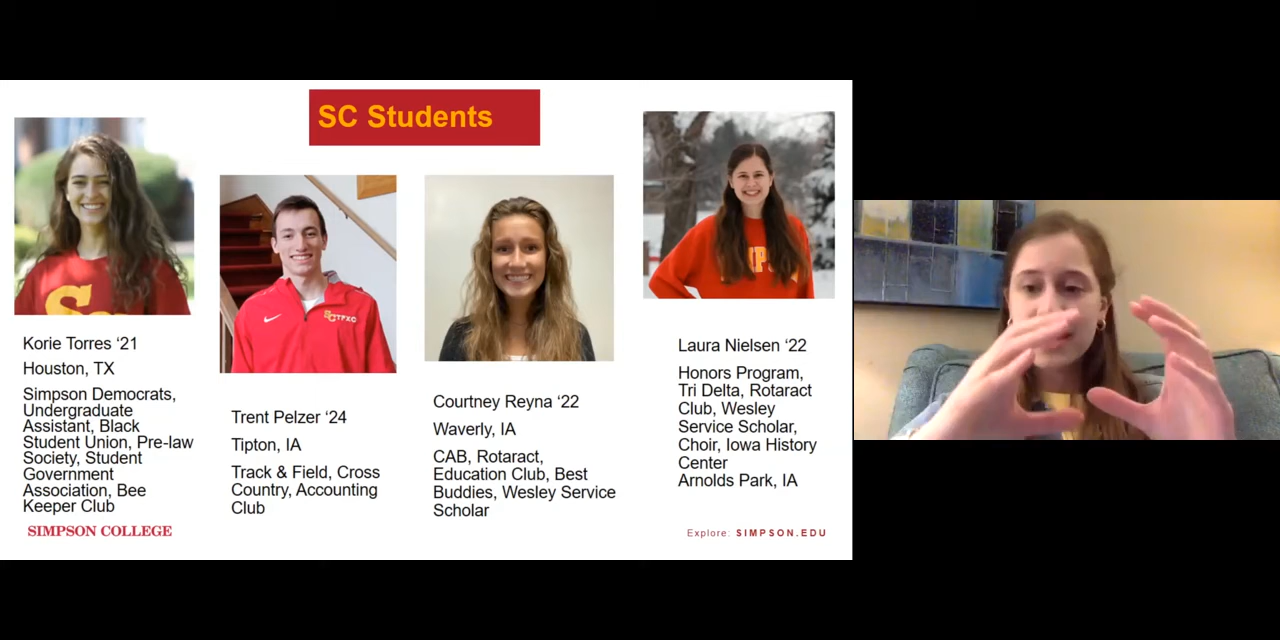 SC Students
Korie Torres ‘21
Houston, TX
Simpson Democrats,
Undergraduate
Assistant, Black
Student Union, Pre-law
Society, Student
Government
Association, Bee
Keeper Club
Trent Pelzer ‘24
Tipton, IA
Track & Field, Cross
Country, Accounting
Club
Courtney Reyna ‘22
Waverly, IA
CAB, Rotaract,
Education Club, Best
Buddies, Wesley Service
Scholar
Laura Nielsen ‘22
Honors Program,
Tri Delta, Rotaract
Club, Wesley
Service Scholar,
Choir, Iowa History
Center
Arnolds Park, IA
SIMPSON COLLEGE
Explore: SIMPSON.EDU